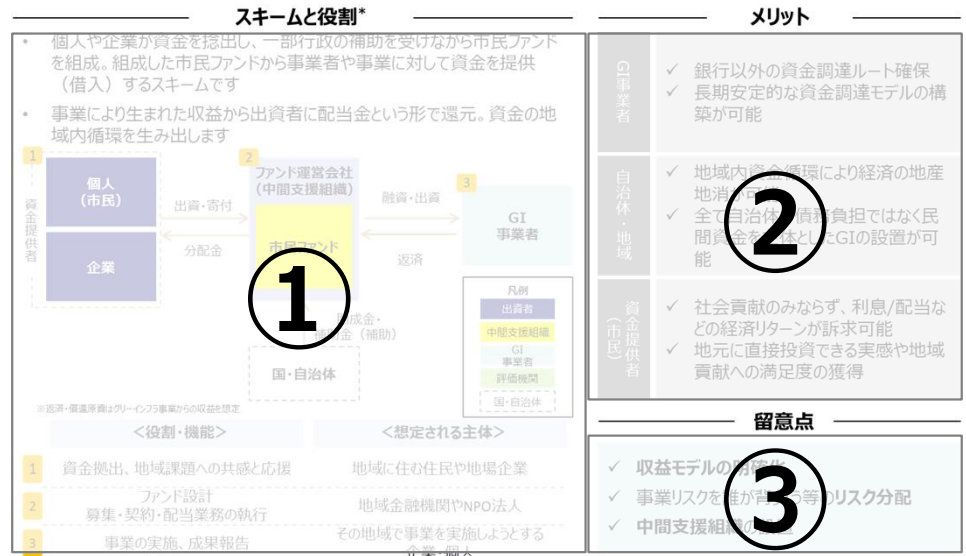 スキームと役割*
• 個人や企業が資金を捻出し、一部行政の補助を受けながら市民ファンド
を組成。組成した市民ファンドから事業者や事業に対して資金を提供
（借入）するスキームです
• 事業により生まれた収益から出資者に配当金という形で還元。資金の地
域内循環を生み出します
1
資金提供者
個人
（市民）
企業
出資・寄付
分配金
2
ファンド運営会社
（中間支援組織）
市民ファンド
①
融資・出資
返済
3
GI
事業者
成金・
（補助）
国・自治体
凡例
出資者
中間支援組織
GI
事業者
評価機関
国・自治体
※返済・償還原資はグリーンインフラ事業からの収益を想定
＜役割・機能＞
＜想定される主体＞
1 資金拠出、地域課題への共感と応援 地域に住む住民や地場企業
2 ファンド設計
募集・契約・配当業務の執行 地域金融機関やNPO法人
3 事業の実施、成果報告 その地域で事業を実施しようとする
企業・個人
メリット
GI事業者
✓ 銀行以外の資金調達ルート確保
✓ 長期安定的な資金調達モデルの構
築が可能
自治体・地域
✓ 地域内資金循環により経済の地産
地消が
✓ 全て自治体 債務負担ではなく民
間資金を 体としたGIの設置が可
能
②
資金提供者
（市民）
✓ 社会貢献のみならず、利息/配当な
どの経済リターンが訴求可能
✓ 地元に直接投資できる実感や地域
貢献への満足度の獲得
留意点
✓ 収益モデルの明確化
✓ 事業リスクを誰が 等のリスク分配
✓ 中間支援組織の
③